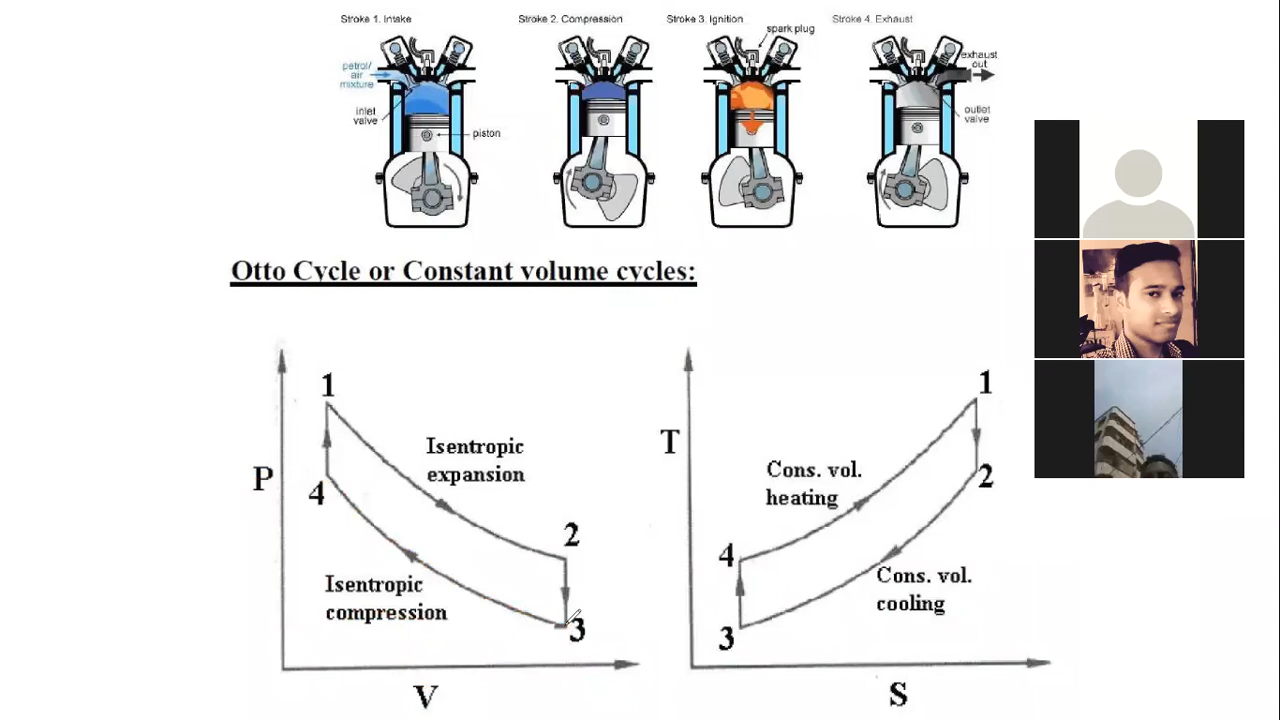 Stroke 1. Intake
Stroke 2. Compression
Stroke 3. Ignition
Stroke 4. Exhaust
spark plug
petrol/
air
mixture
inlet
valve
piston
exhaust
out
outlet
valve
Otto Cycle or Constant volume cycles:
1
Isentropic
expansion
P
4
2
Isentropic
compression
3
V
1
T
Cons. vol.
heating
2
4
Cons. vol.
cooling
3
S